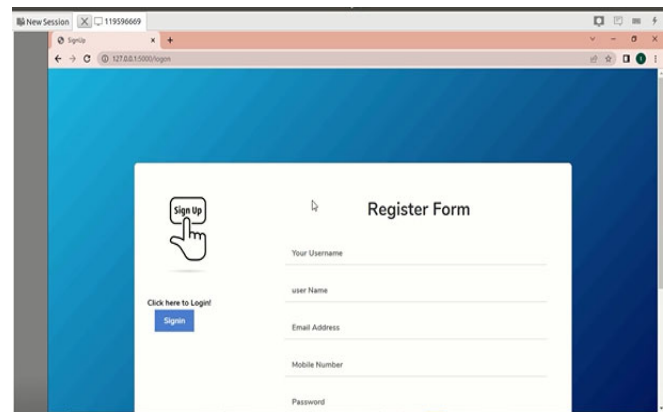 New Session 119596669
SignUp
127.0.0.1:5000/logon
Sign Up
Register Form
Your Username
user Name
Click here to Login!
Signin
Email Address
Mobile Number
Password